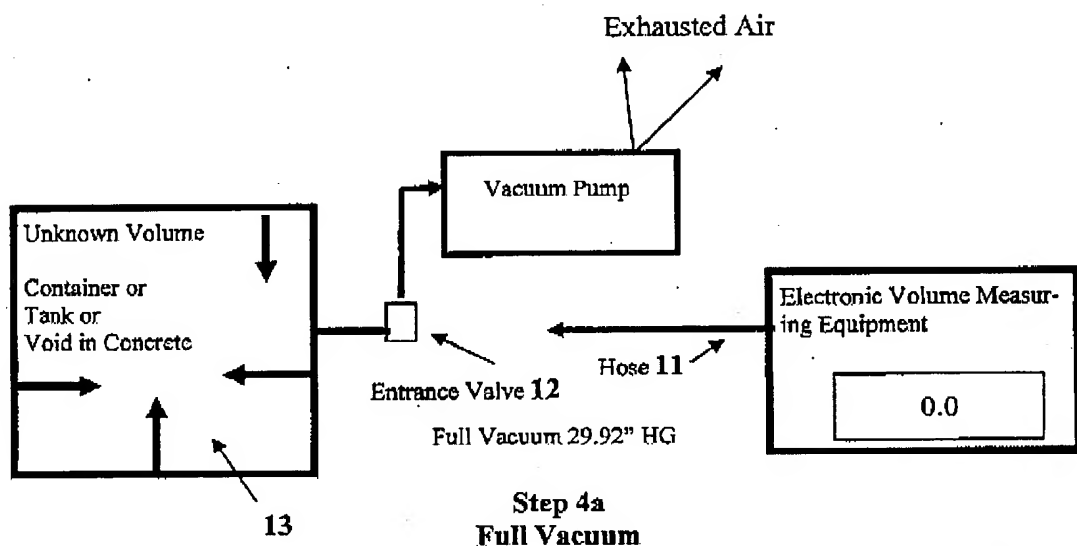 Exhausted Air
Vacuum Pump
Unknown Volume
Container or
Tank or
Void in Concrete
Electronic Volume Measur-
ing Equipment
0.0
Hose 11
Entrance Valve 12
Full Vacuum 29.92" HG
13
Step 4a
Full Vacuum